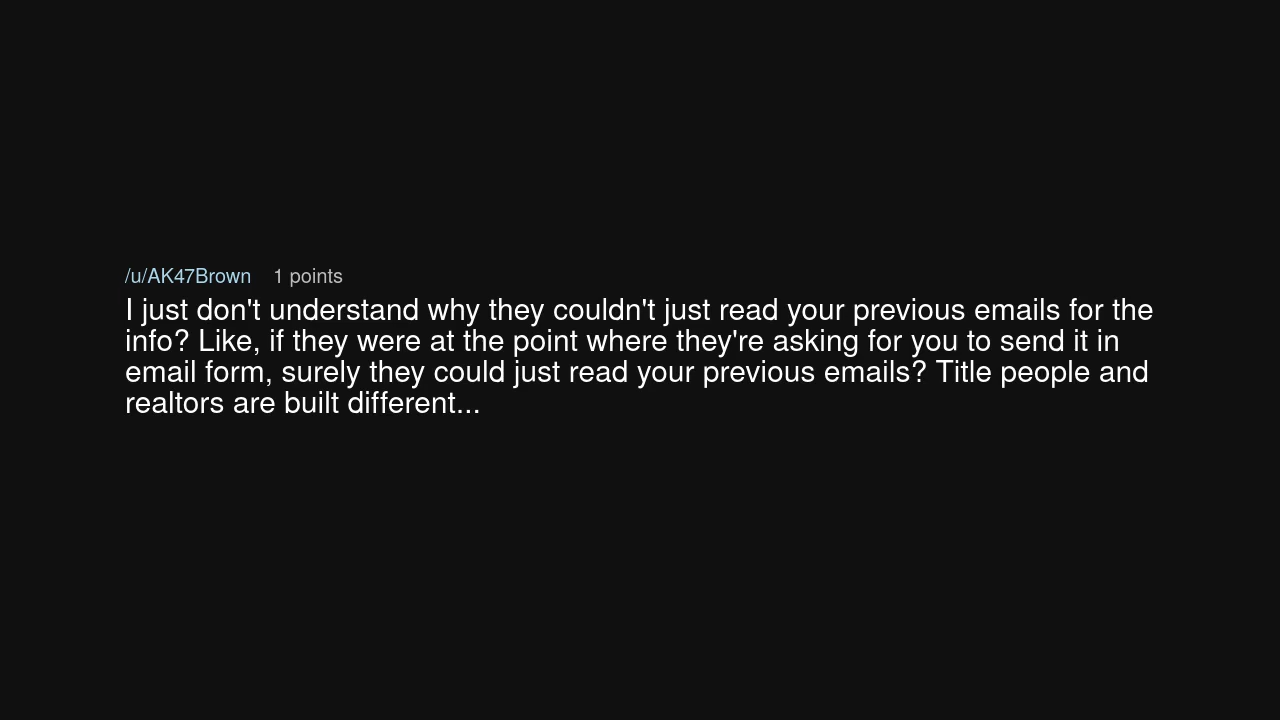 /u/AK47Brown 1 points
I just don't understand why they couldn't just read your previous emails for the
info? Like, if they were at the point where they're asking for you to send it in
email form, surely they could just read your previous emails? Title people and
realtors are built different...